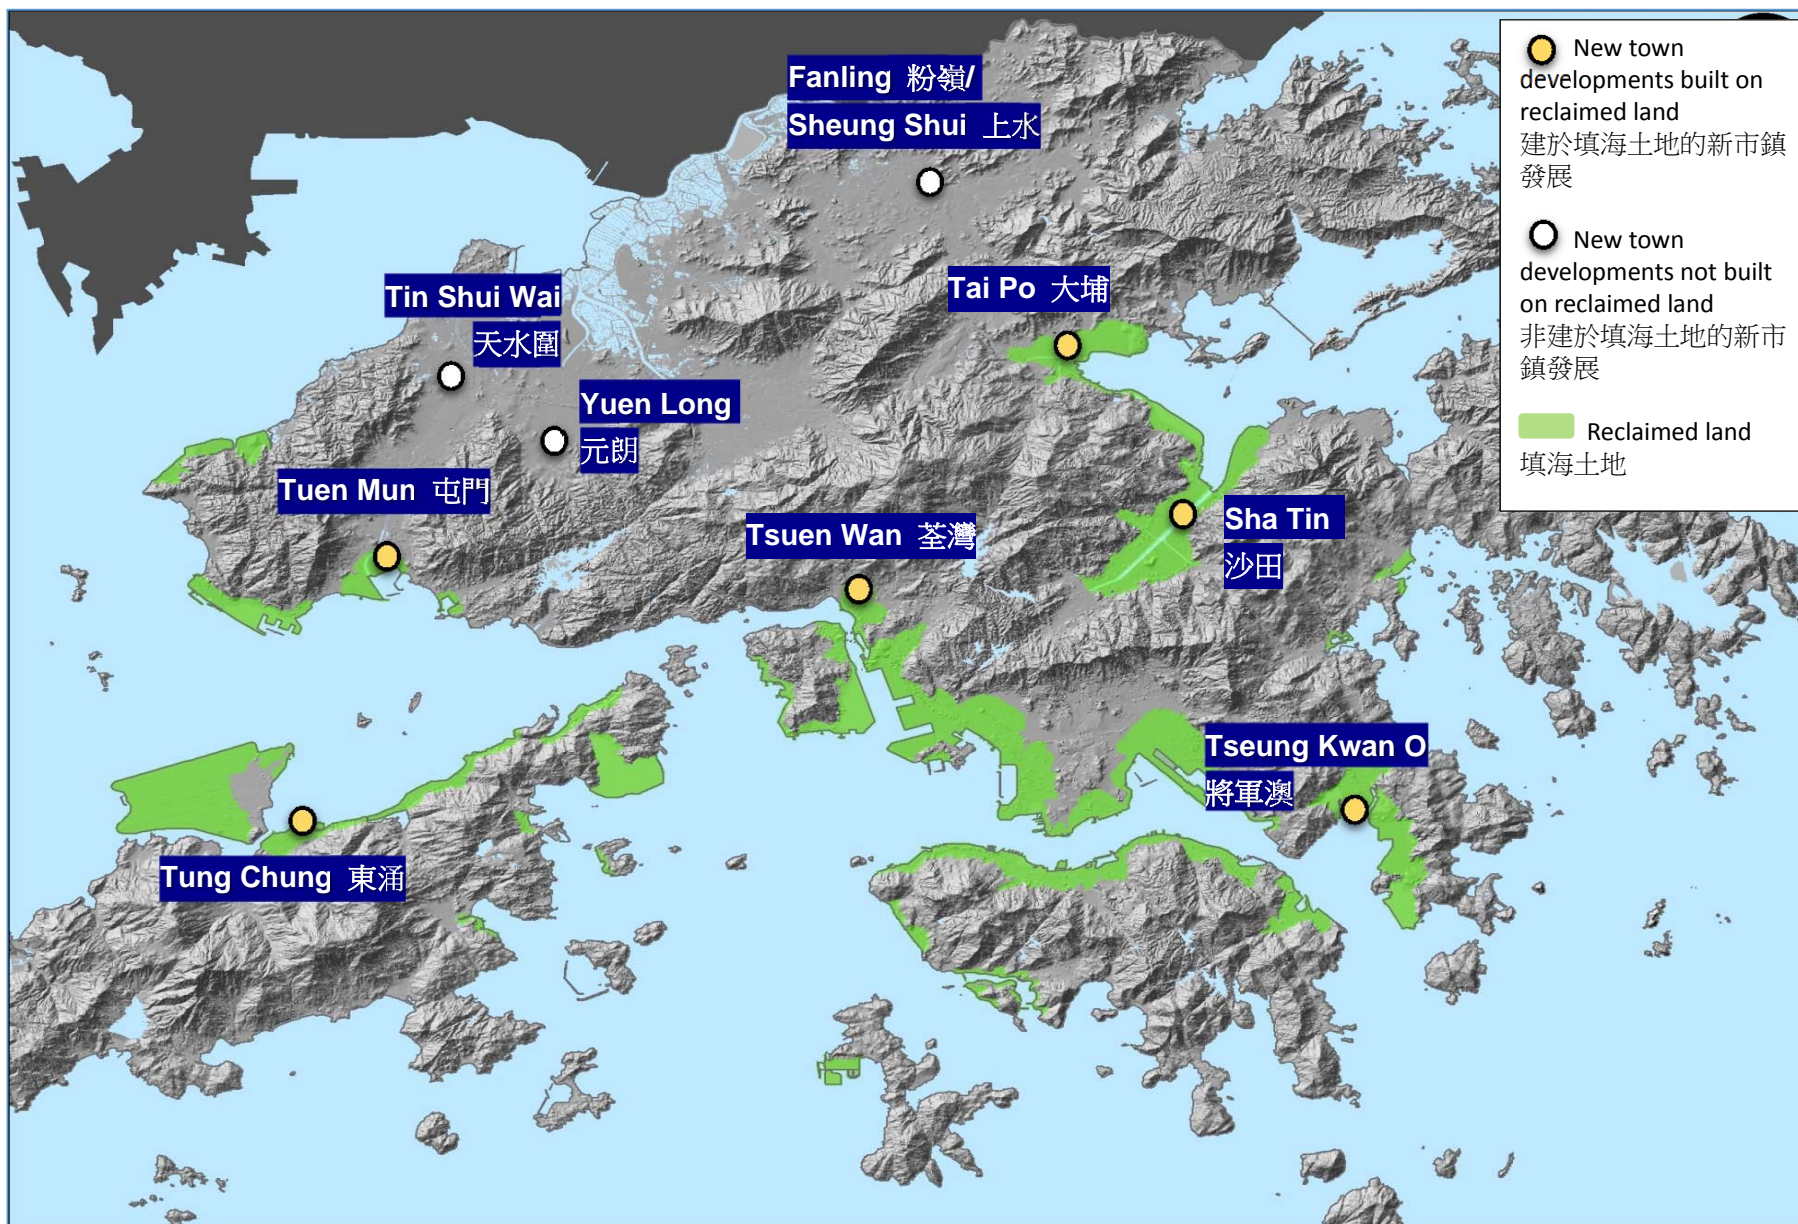 Fanling 粉嶺/
Sheung Shui 上水
Tai Po 大埔
Tin Shui Wai
天水圍
Yuen Long
元朗
Tuen Mun 屯門
Tsuen Wan 荃灣
Sha Tin
沙田
Tseung Kwan O
將軍澳
Tung Chung 東涌
New town
developments built on
reclaimed land
建於填海土地的新市鎮
發展
New town
developments not built
on reclaimed land
非建於填海土地的新市
鎮發展
Reclaimed land
填海土地